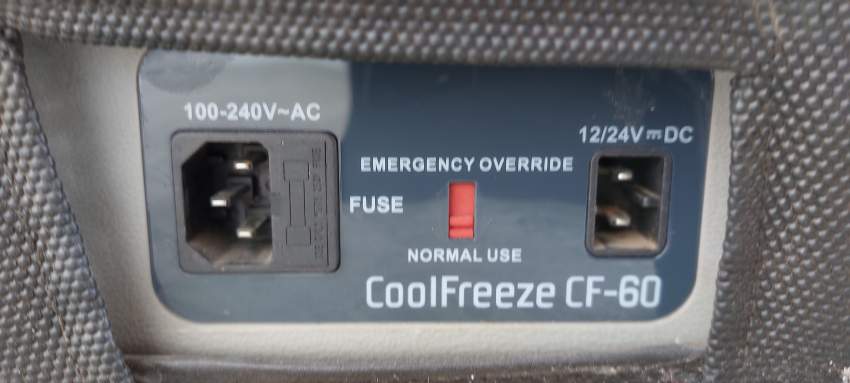 100-240V~AC
12/24V⎓DC
EMERGENCY OVERRIDE
FUSE
NORMAL USE
CoolFreeze CF-60